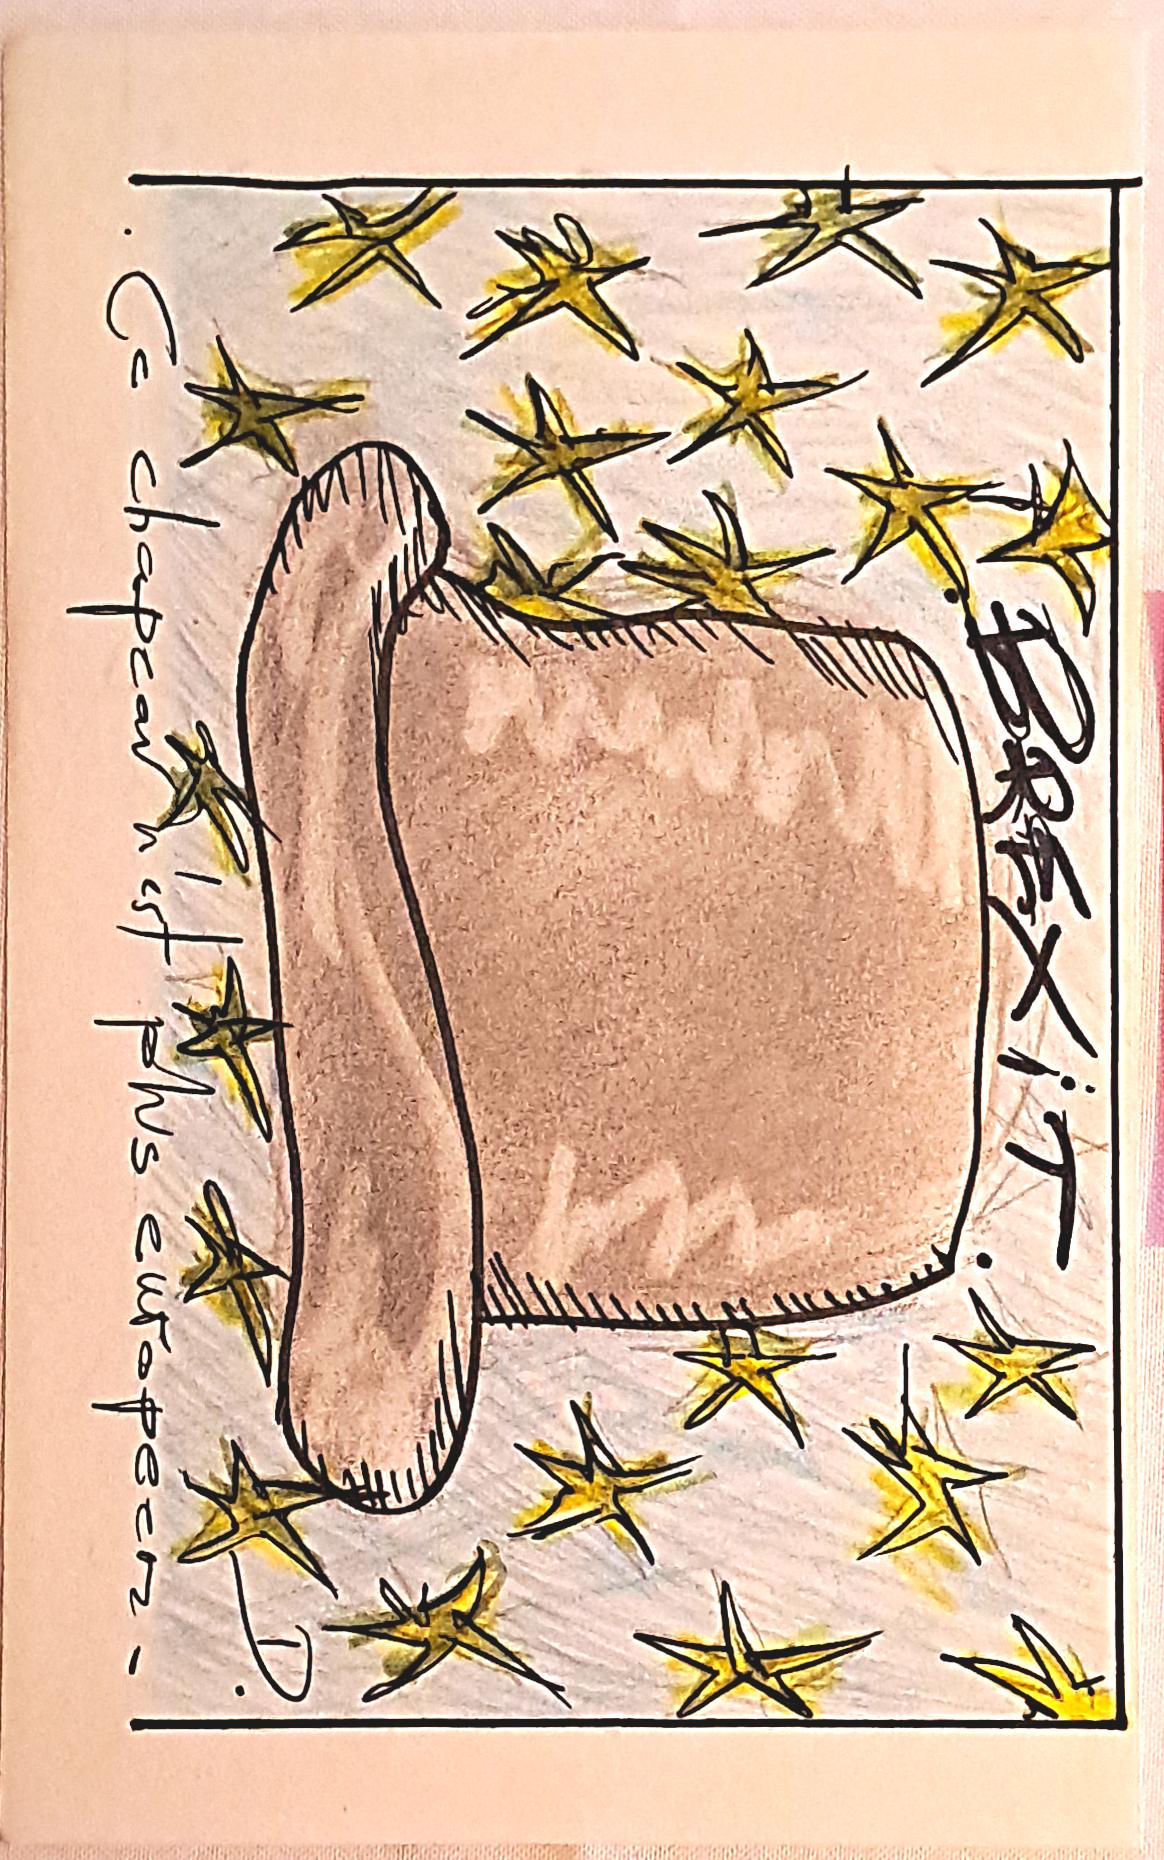 . BREXiT .
. Ce chapeau n'est plus européen -
D.